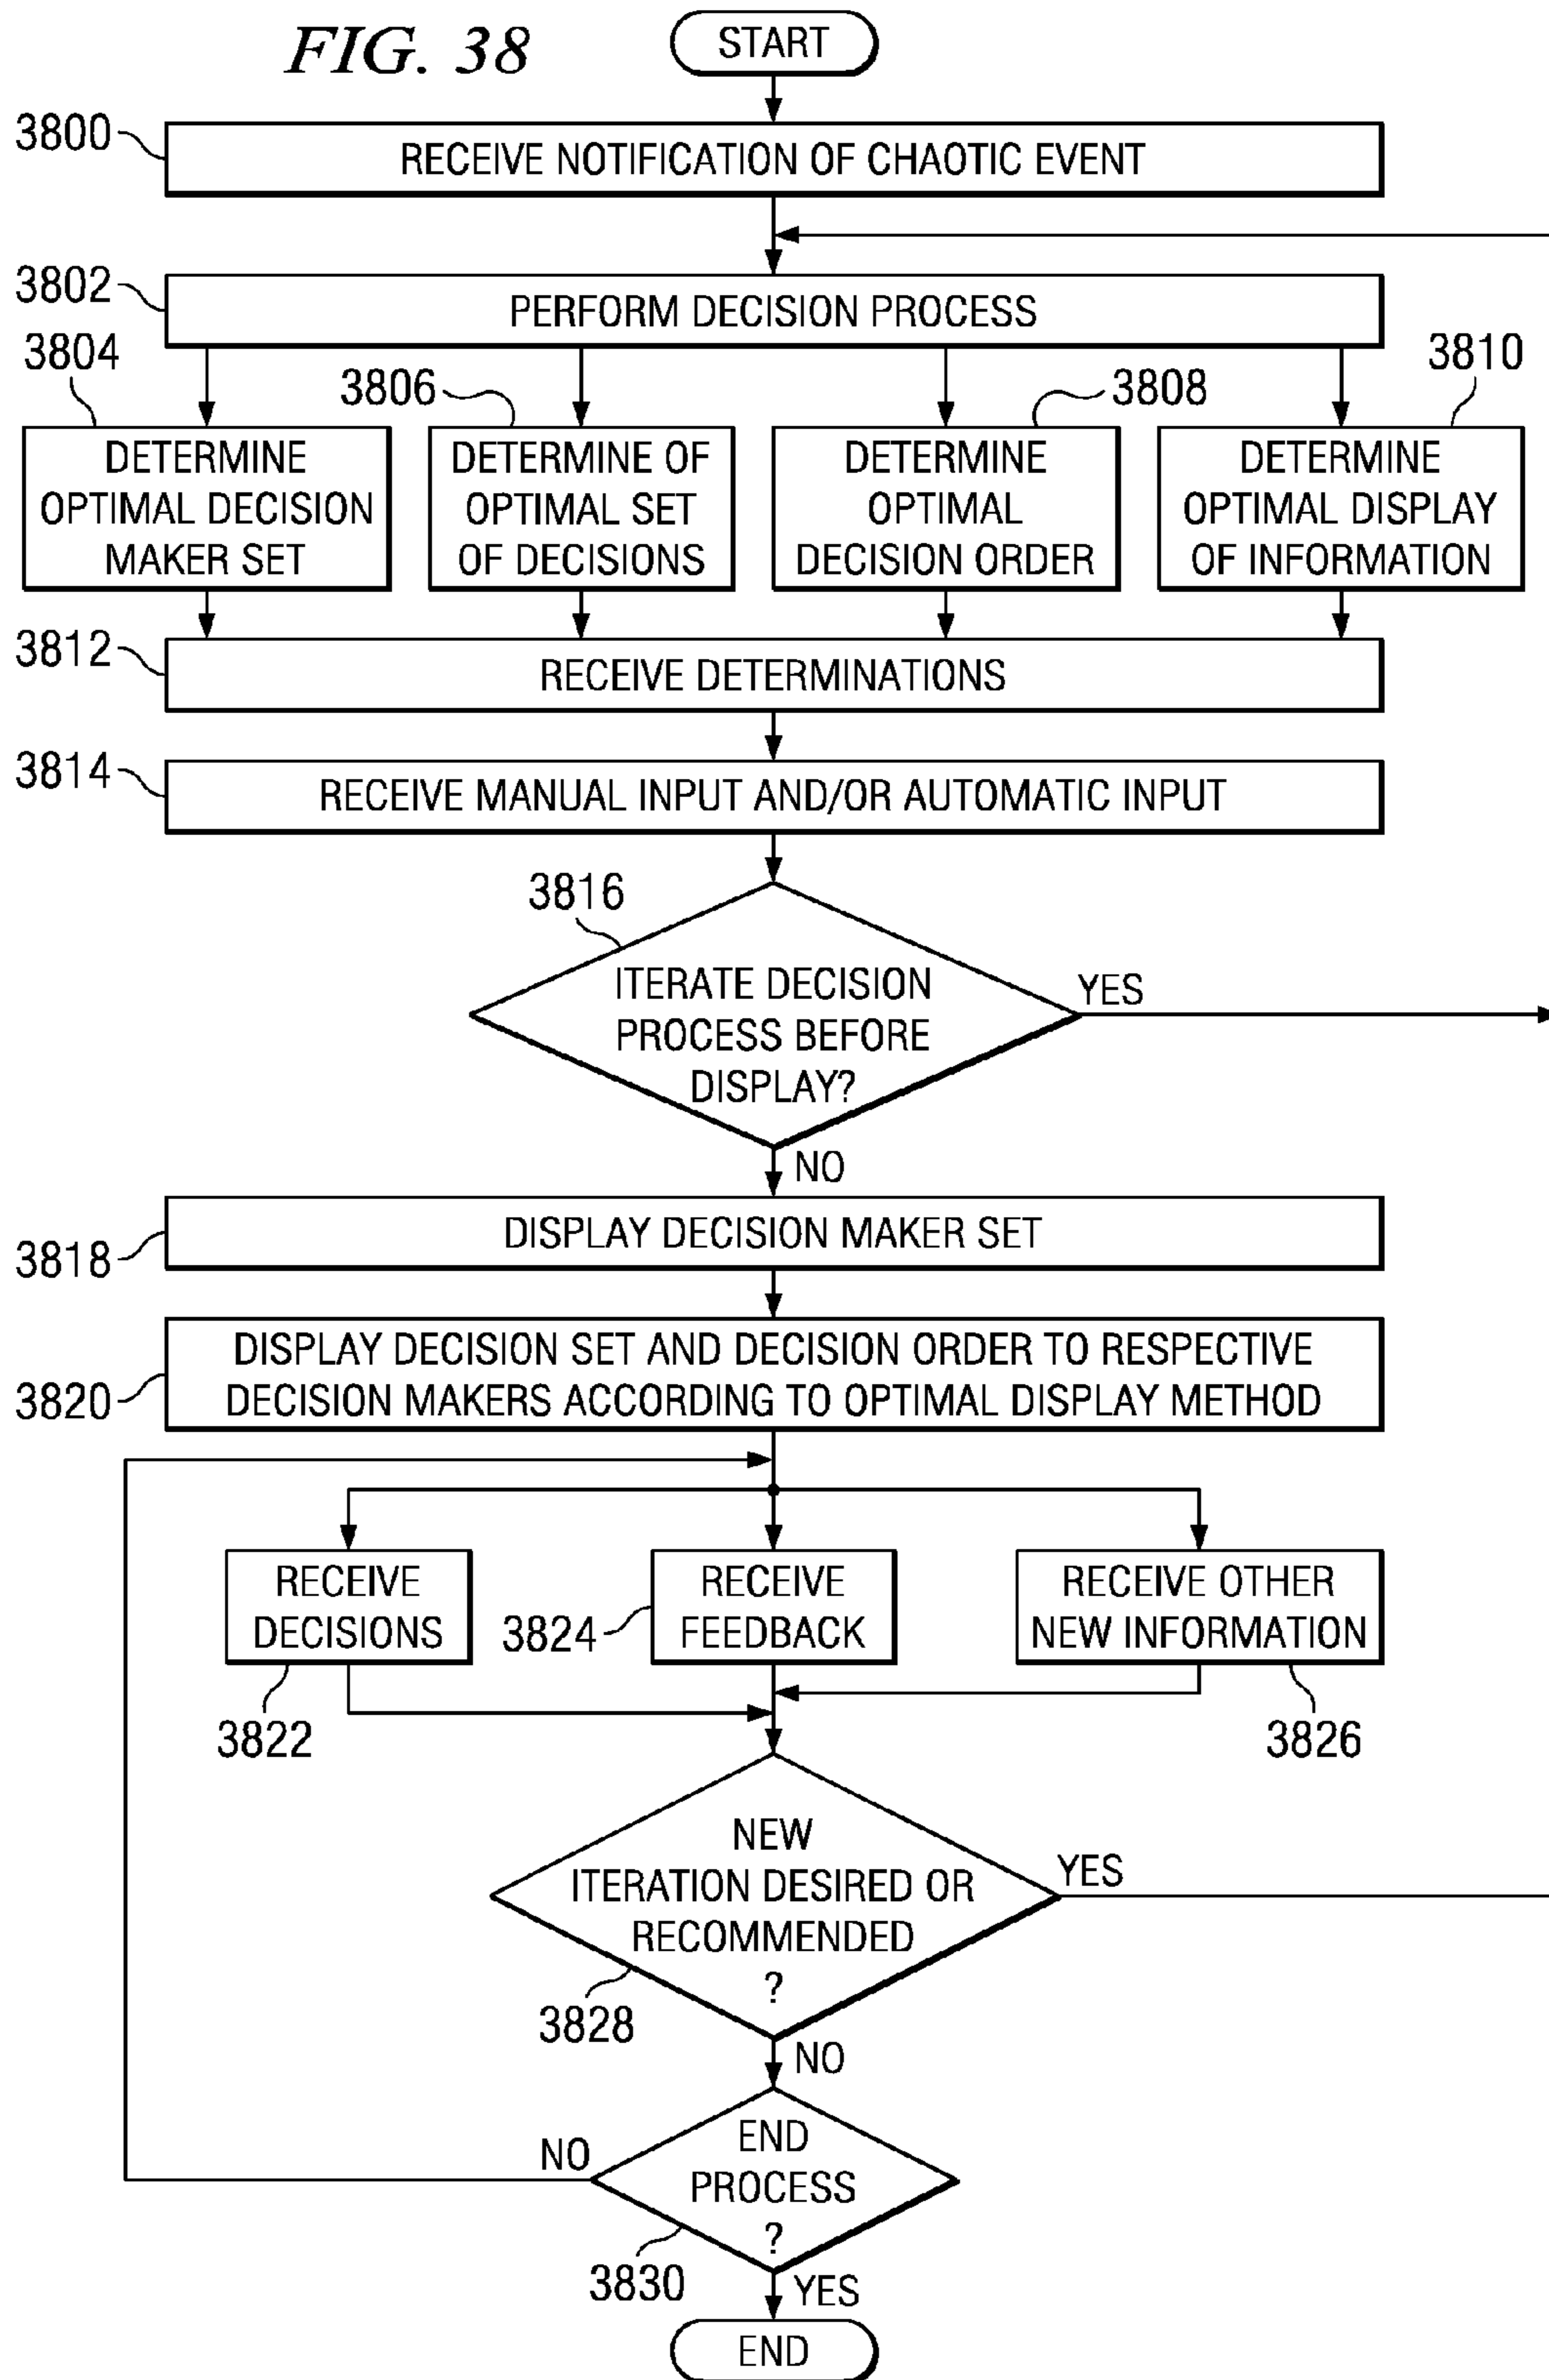 FIG. 38
START
3800
RECEIVE NOTIFICATION OF CHAOTIC EVENT
3802
PERFORM DECISION PROCESS
3804
3806
3808
3810
DETERMINE
OPTIMAL DECISION
MAKER SET
DETERMINE OF
OPTIMAL SET
OF DECISIONS
DETERMINE
OPTIMAL
DECISION ORDER
DETERMINE
OPTIMAL DISPLAY
OF INFORMATION
3812
RECEIVE DETERMINATIONS
3814
RECEIVE MANUAL INPUT AND/OR AUTOMATIC INPUT
3816
ITERATE DECISION
PROCESS BEFORE
DISPLAY?
YES
NO
3818
DISPLAY DECISION MAKER SET
3820
DISPLAY DECISION SET AND DECISION ORDER TO RESPECTIVE
DECISION MAKERS ACCORDING TO OPTIMAL DISPLAY METHOD
RECEIVE
DECISIONS
3822
3824
RECEIVE
FEEDBACK
RECEIVE OTHER
NEW INFORMATION
3826
NEW
ITERATION DESIRED OR
RECOMMENDED
?
YES
3828
NO
END
PROCESS
?
NO
3830
YES
END